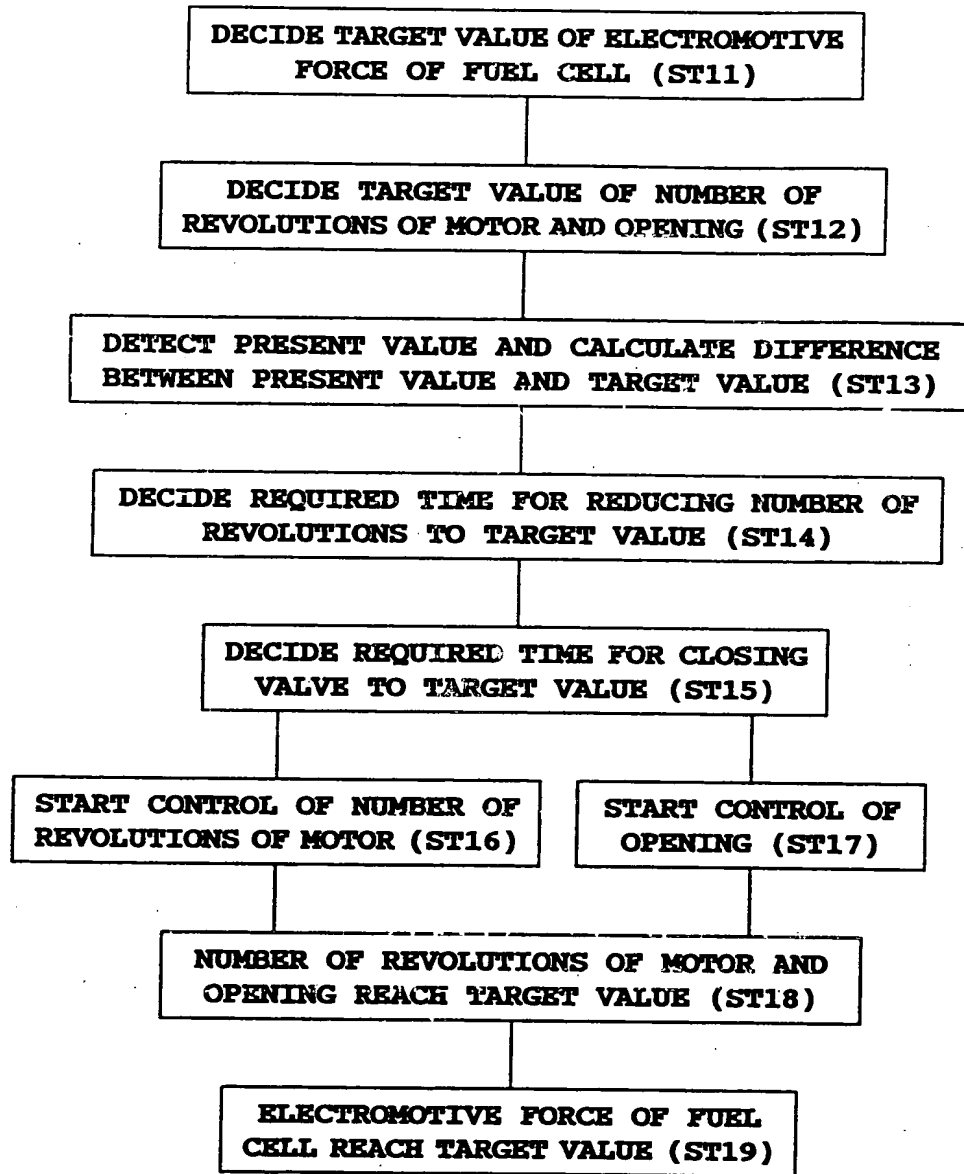 DECIDE TARGET VALUE OF ELECTROMOTIVE
FORCE OF FUEL CELL (ST11)
DECIDE TARGET VALUE OF NUMBER OF
REVOLUTIONS OF MOTOR AND OPENING (ST12)
DETECT PRESENT VALUE AND CALCULATE DIFFERENCE
BETWEEN PRESENT VALUE AND TARGET VALUE (ST13)
DECIDE REQUIRED TIME FOR REDUCING NUMBER OF
REVOLUTIONS TO TARGET VALUE (ST14)
DECIDE REQUIRED TIME FOR CLOSING
VALVE TO TARGET VALUE (ST15)
START CONTROL OF NUMBER OF
REVOLUTIONS OF MOTOR (ST16)
START CONTROL OF
OPENING (ST17)
NUMBER OF REVOLUTIONS OF MOTOR AND
OPENING REACH TARGET VALUE (ST18)
ELECTROMOTIVE FORCE OF FUEL
CELL REACH TARGET VALUE (ST19)